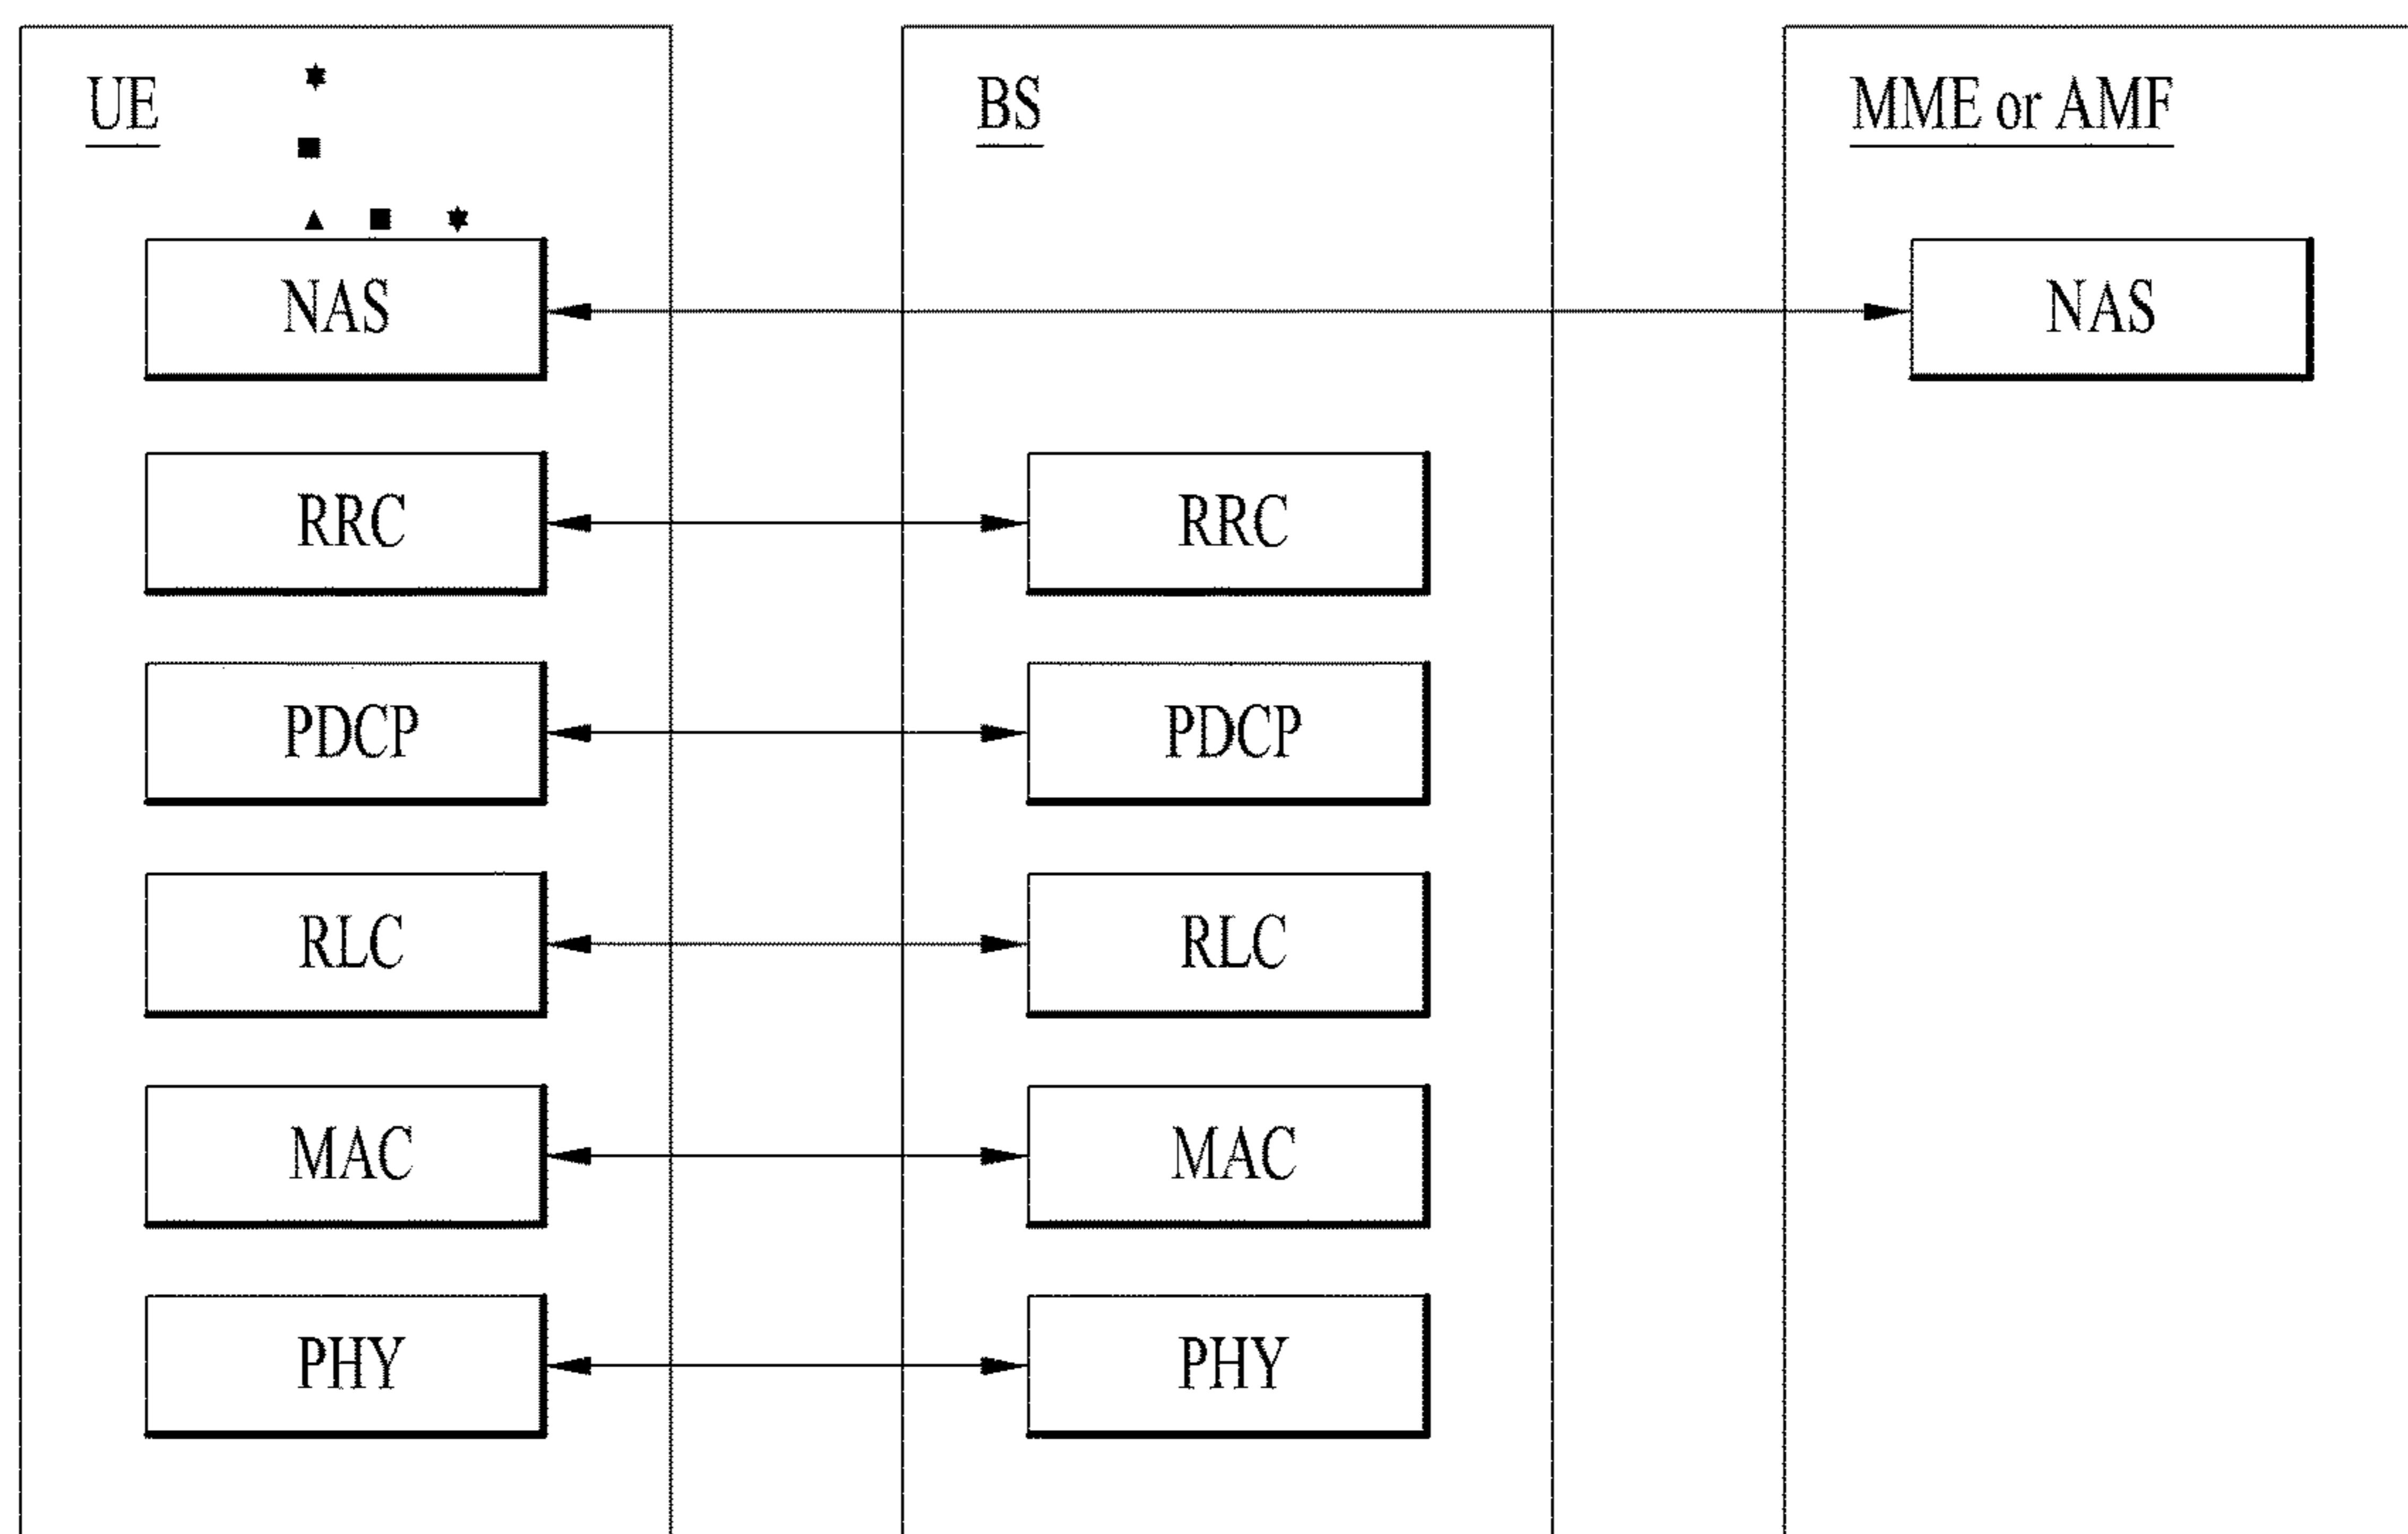 UE BS MME or AMF
NAS NAS
RRC RRC
PDCP PDCP
RLC RLC
MAC MAC
PHY PHY